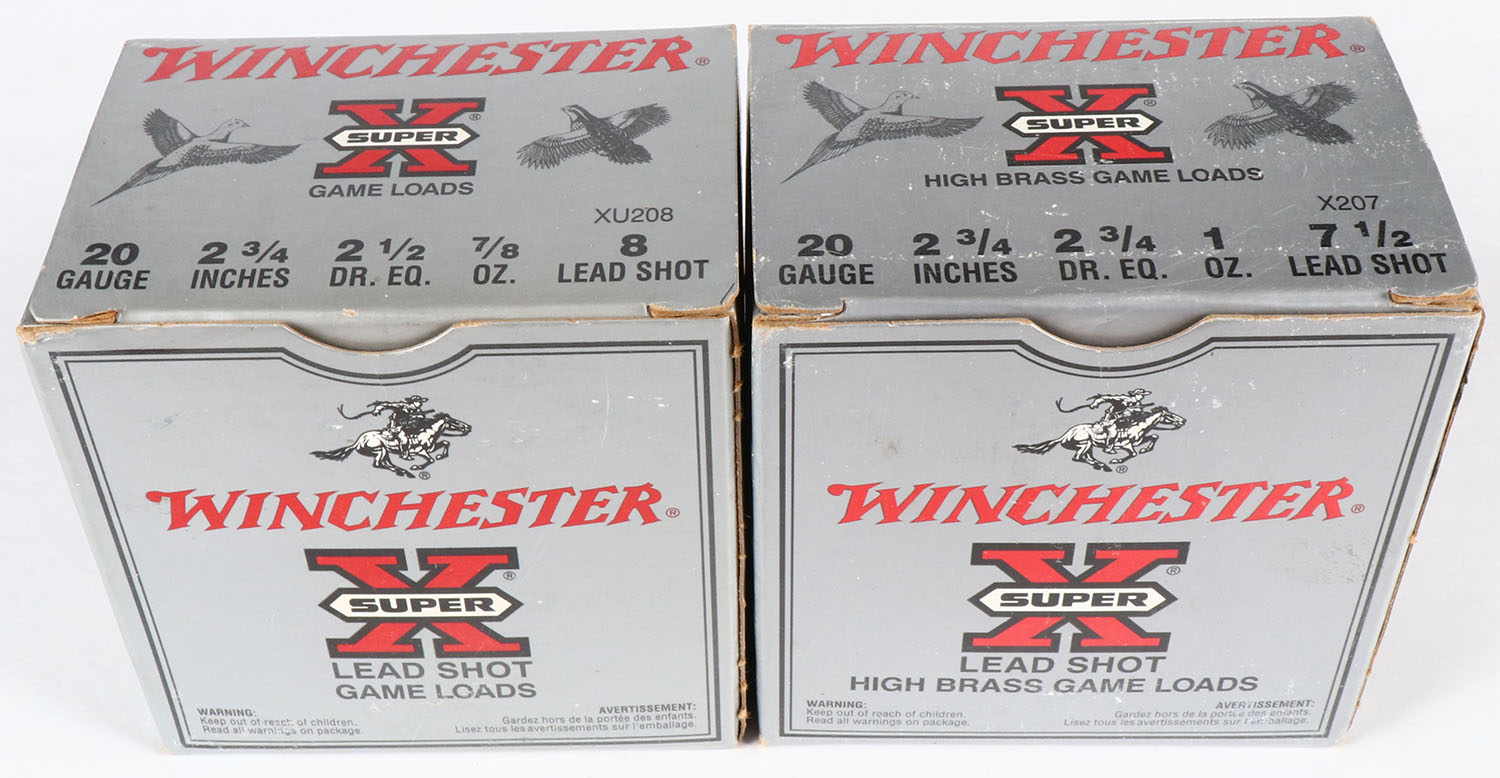 WINCHESTER®
SUPER X®
GAME LOADS
XU208
20 2 3/4 2 1/2 7/8 8
GAUGE INCHES DR. EQ. OZ. LEAD SHOT
WINCHESTER®
SUPER X®
LEAD SHOT
GAME LOADS
WARNING:
Keep out of reach of children.
Read all warnings on package.
AVERTISSEMENT:
Gardez hors de la portée des enfants.
Lisez tous les avertissements sur l'emballage.
WINCHESTER®
SUPER X®
HIGH BRASS GAME LOADS
X207
20 2 3/4 2 3/4 1 7 1/2
GAUGE INCHES DR. EQ. OZ. LEAD SHOT
®
WINCHESTER®
SUPER X®
LEAD SHOT
HIGH BRASS GAME LOADS
WARNING:
Keep out of reach of children.
Read all warnings on package.
AVERTISSEMENT:
Gardez hors de la portée des enfants.
Lisez tous les avertissements sur l'emballage.